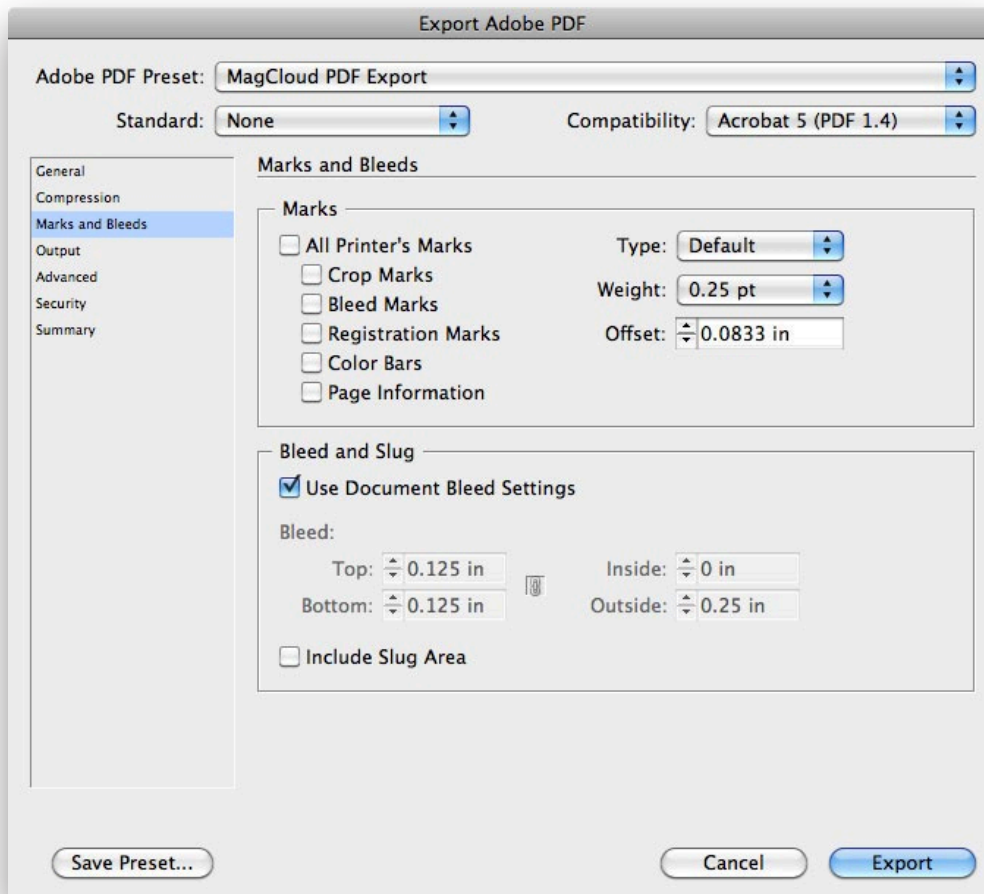 Export Adobe PDF
Adobe PDF Preset: MagCloud PDF Export
Standard: None Compatibility: Acrobat 5 (PDF 1.4)
General
Compression
Marks and Bleeds
Output
Advanced
Security
Summary
Marks and Bleeds
Marks
All Printer's Marks
Crop Marks
Bleed Marks
Registration Marks
Color Bars
Page Information
Type: Default
Weight: 0.25 pt
Offset: 0.0833 in
Bleed and Slug
Use Document Bleed Settings
Bleed:
Top: 0.125 in Inside: 0 in
Bottom: 0.125 in Outside: 0.25 in
Include Slug Area
Save Preset... Cancel Export